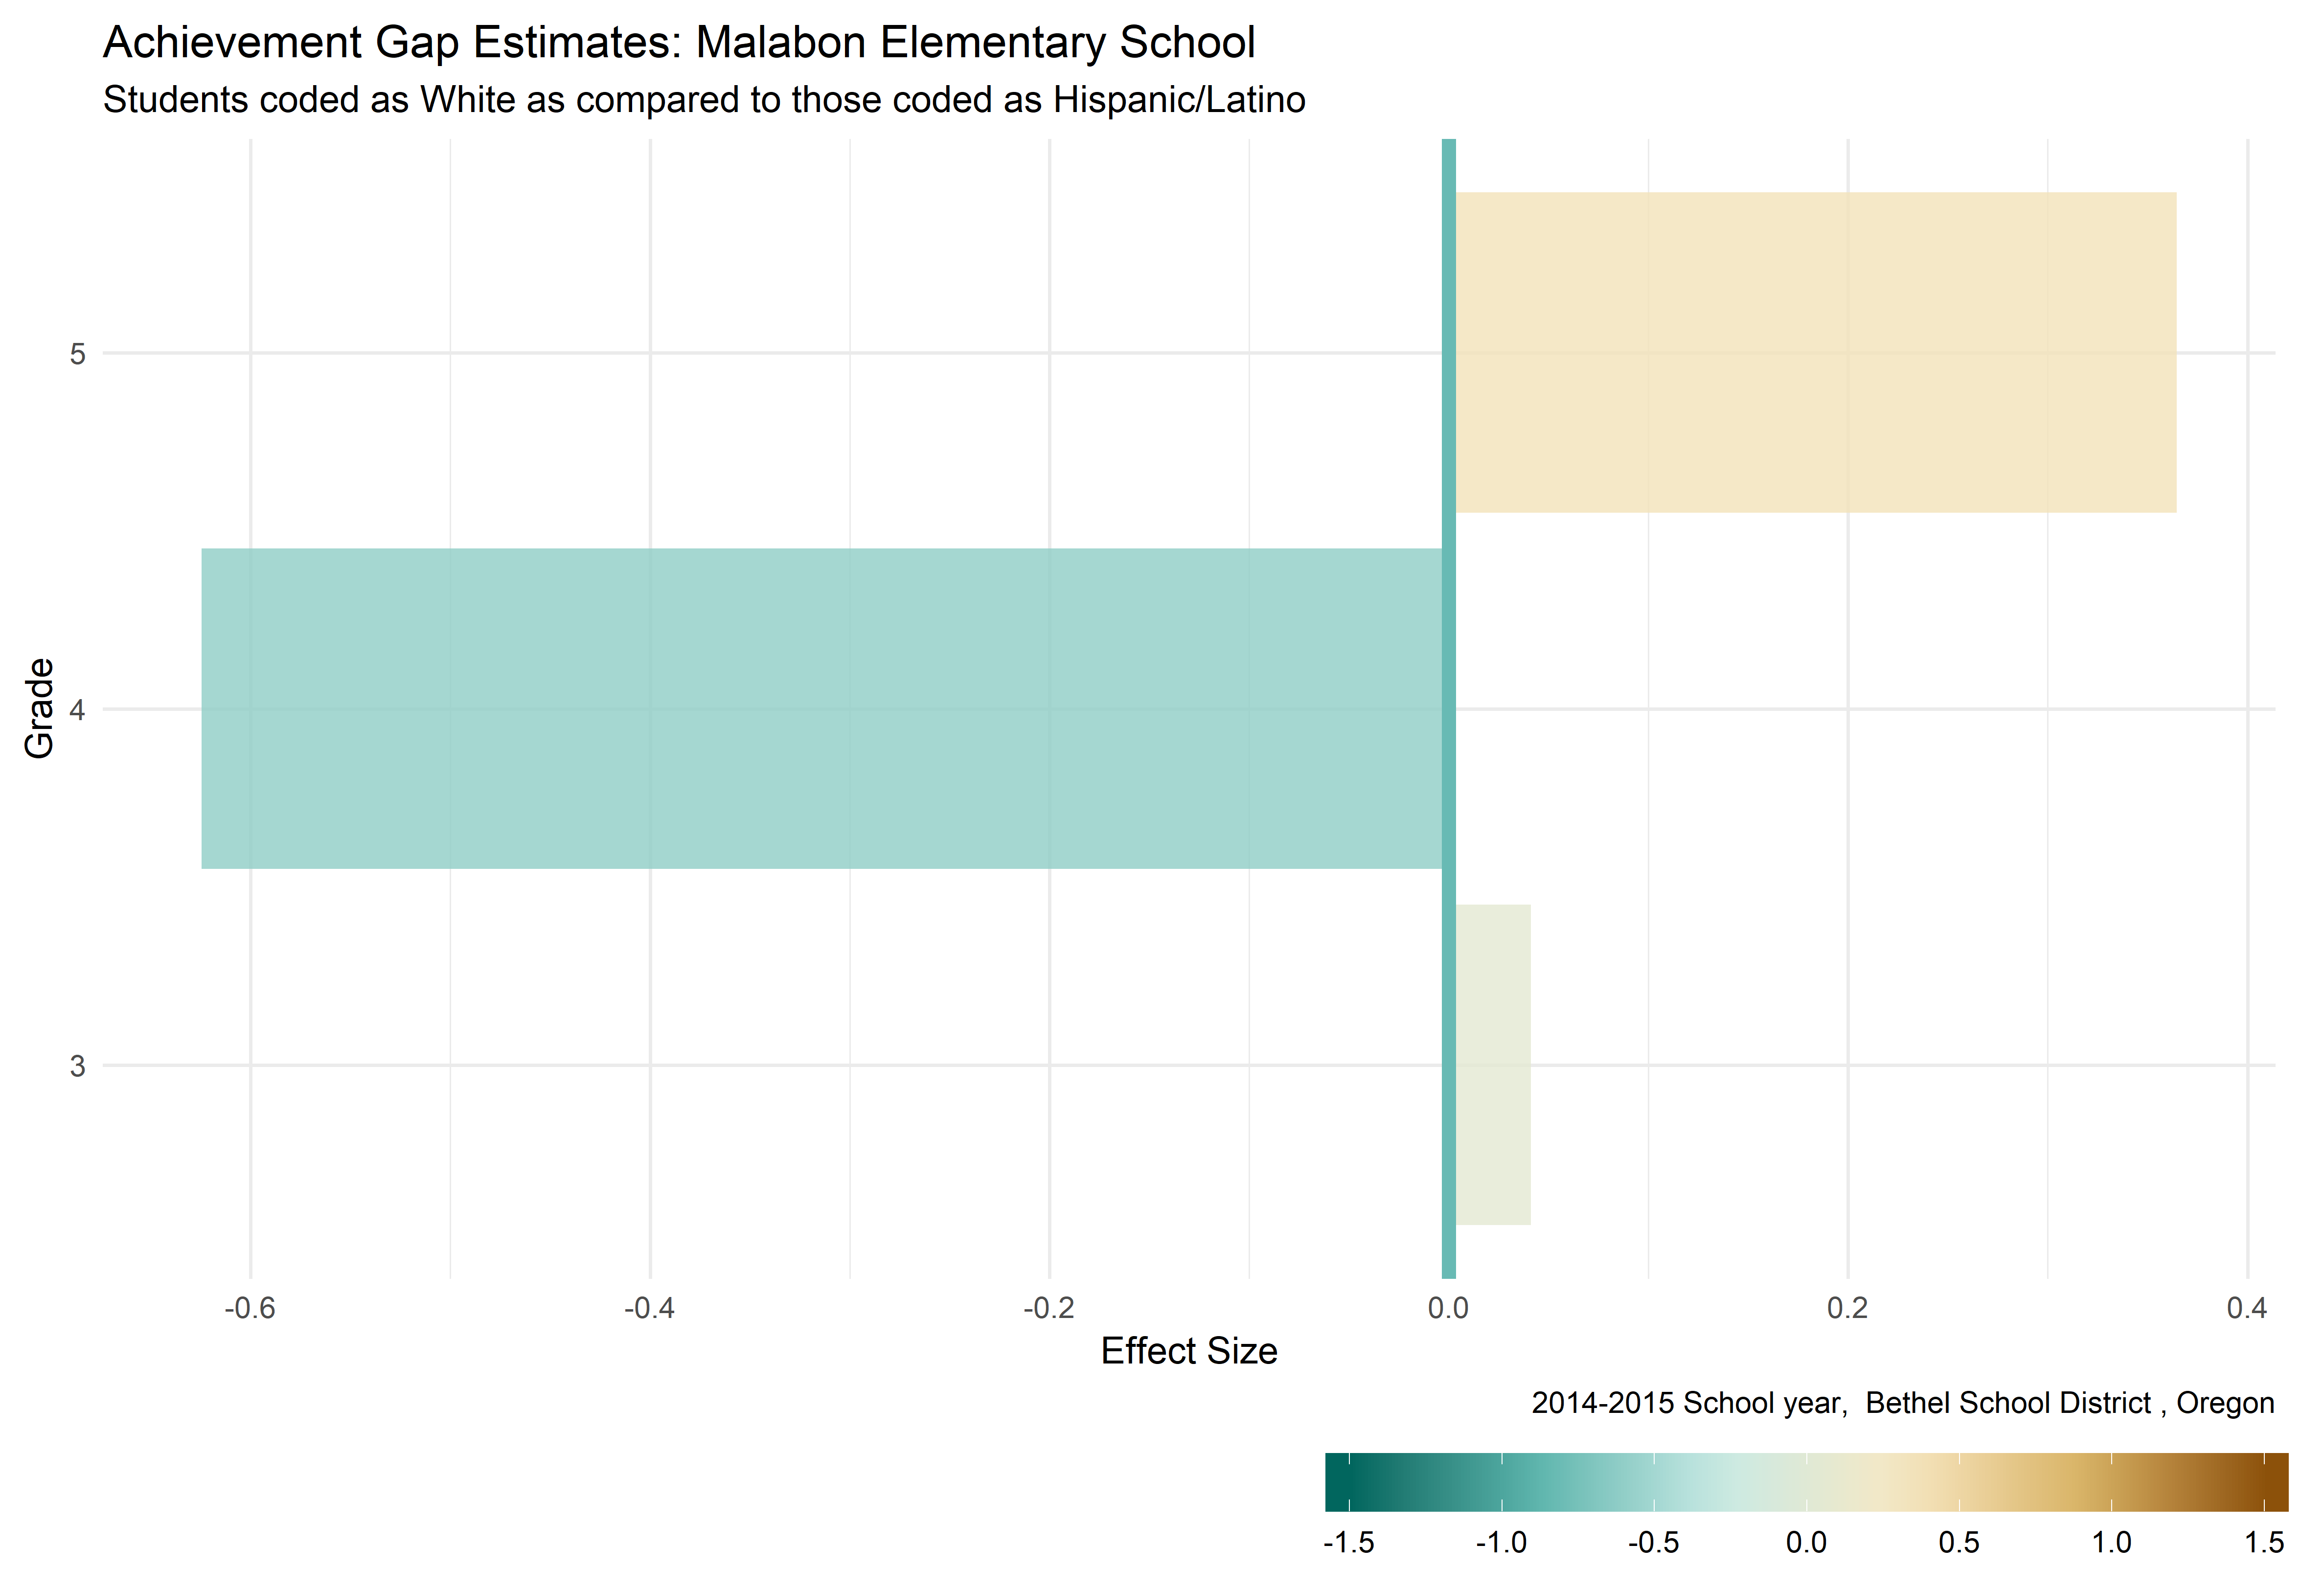 Achievement Gap Estimates: Malabon Elementary School
Students coded as White as compared to those coded as Hispanic/Latino
5
4
3
Grade
-0.6 -0.4 -0.2 0.0 0.2 0.4
Effect Size
2014-2015 School year,  Bethel School District , Oregon
-1.5 -1.0 -0.5 0.0 0.5 1.0 1.5